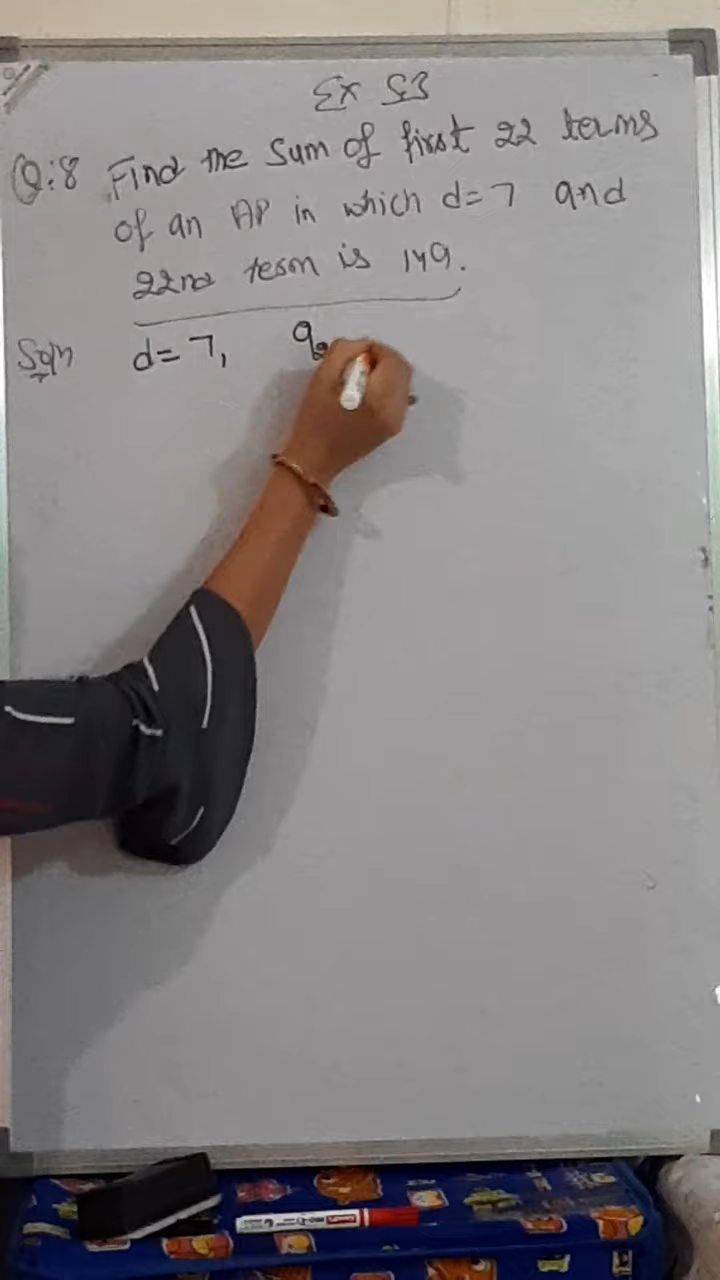 Ex 5.3
Q:8 Find the Sum of first 22 terms
of an AP in which d=7 and
22nd term is 149.
Soln d=7, a2